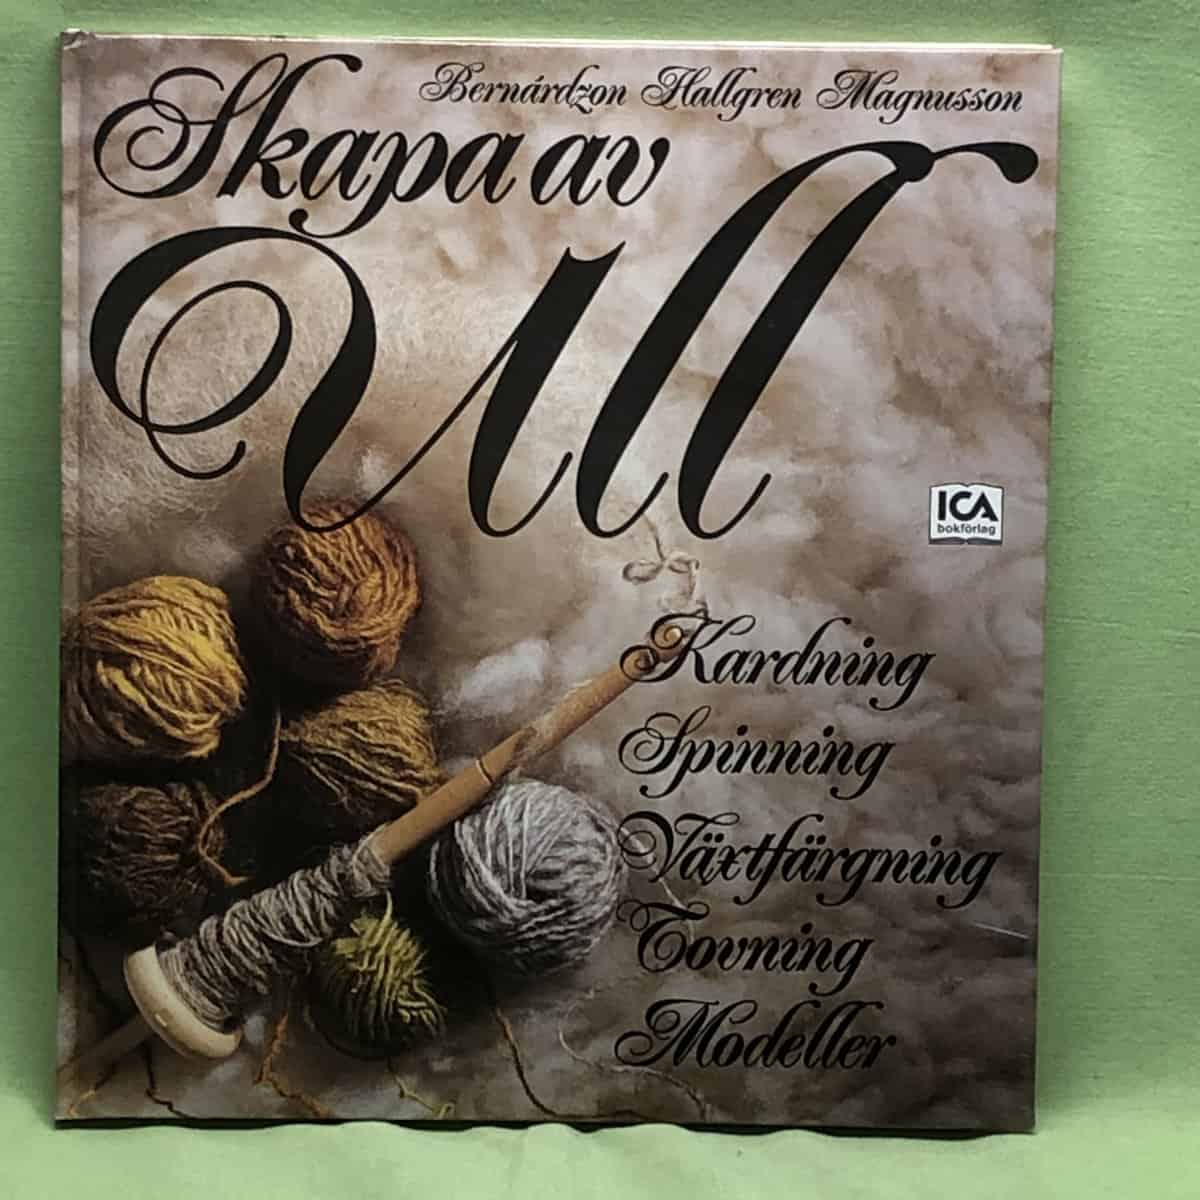 Bernárdzon Hallgren Magnusson
Skapa av
Ull
ICA
bokförlag
Kardning
Spinning
Växtfärgning
Tovning
Modeller